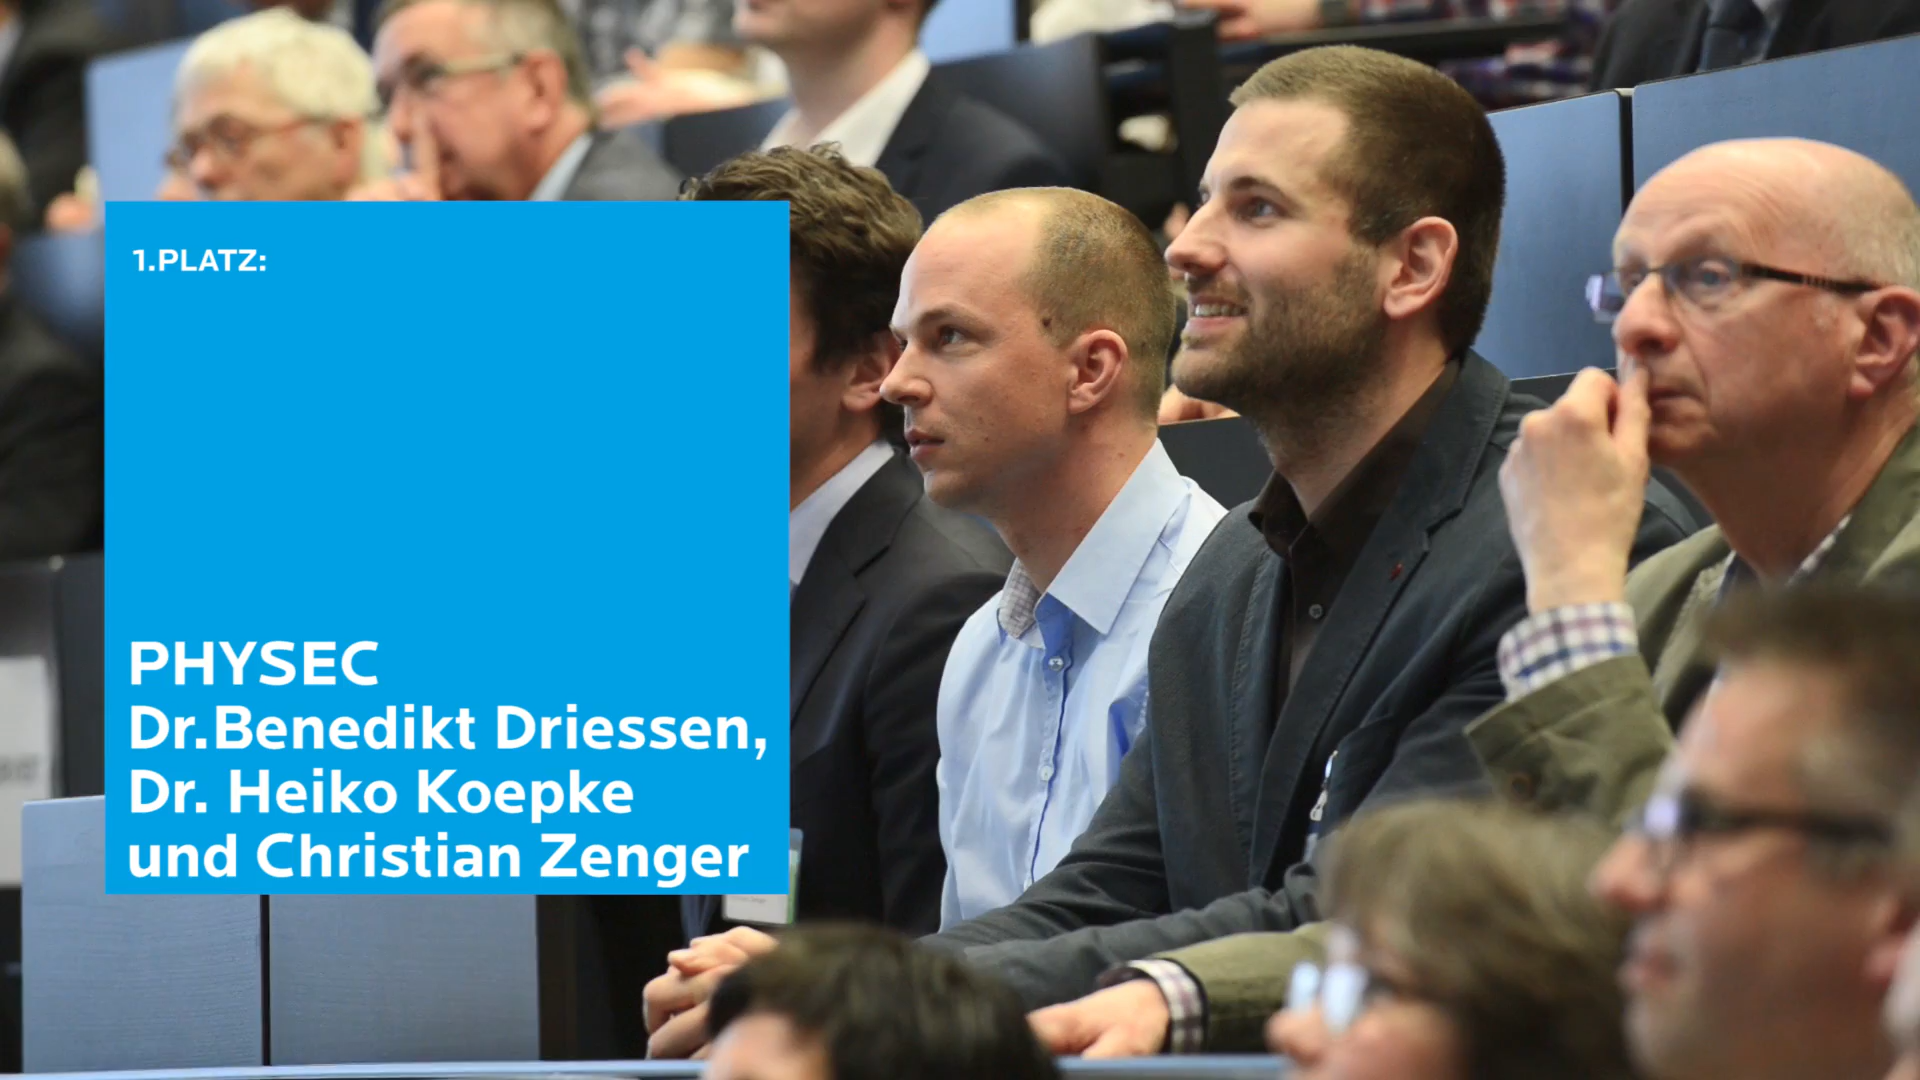 1.PLATZ:
PHYSEC
Dr.Benedikt Driessen,
Dr. Heiko Koepke
und Christian Zenger